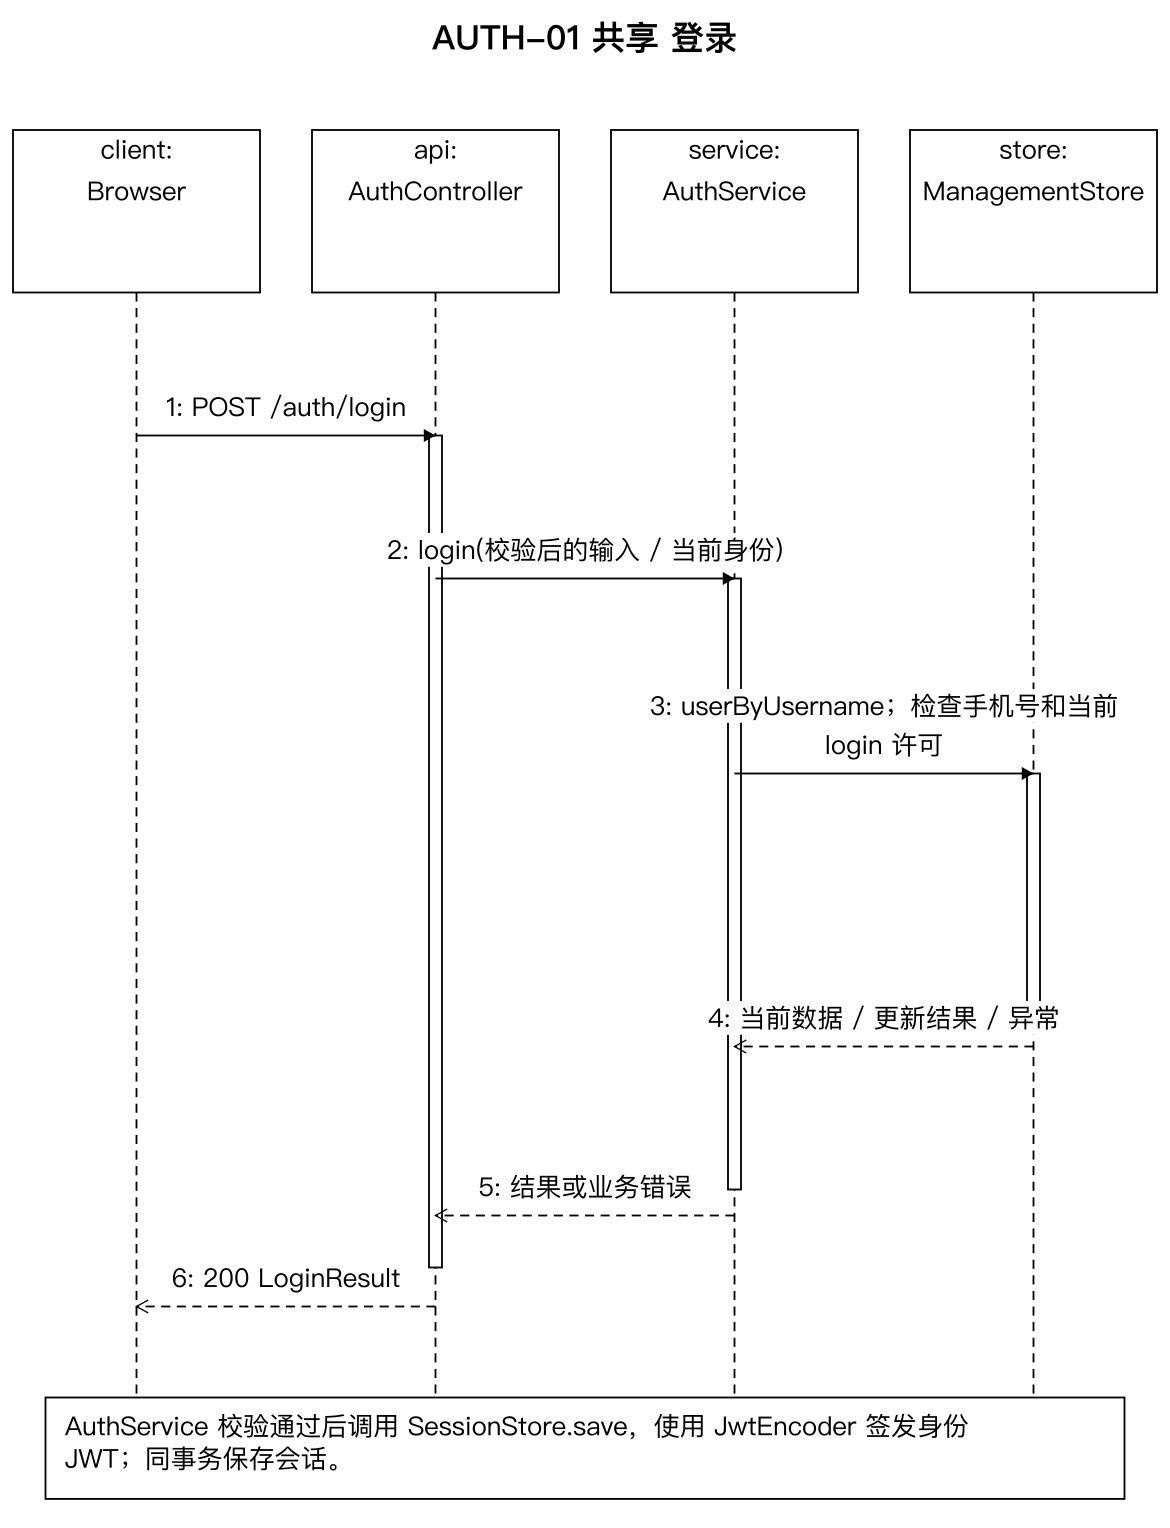 AUTH–01 共享 登录
client:
Browser
api:
AuthController
service:
AuthService
store:
ManagementStore
1: POST /auth/login
2: login(校验后的输入 / 当前身份)
3: userByUsername；检查手机号和当前
login 许可
4: 当前数据 / 更新结果 / 异常
5: 结果或业务错误
6: 200 LoginResult
AuthService 校验通过后调用 SessionStore.save，使用 JwtEncoder 签发身份
JWT；同事务保存会话。